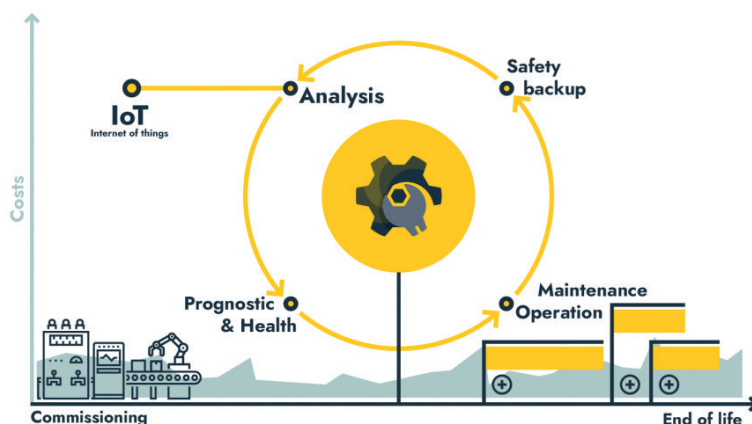 Safety
backup
Analysis
IoT
Internet of things
Costs
Prognostic
& Health
Maintenance
Operation
Commissioning
End of life